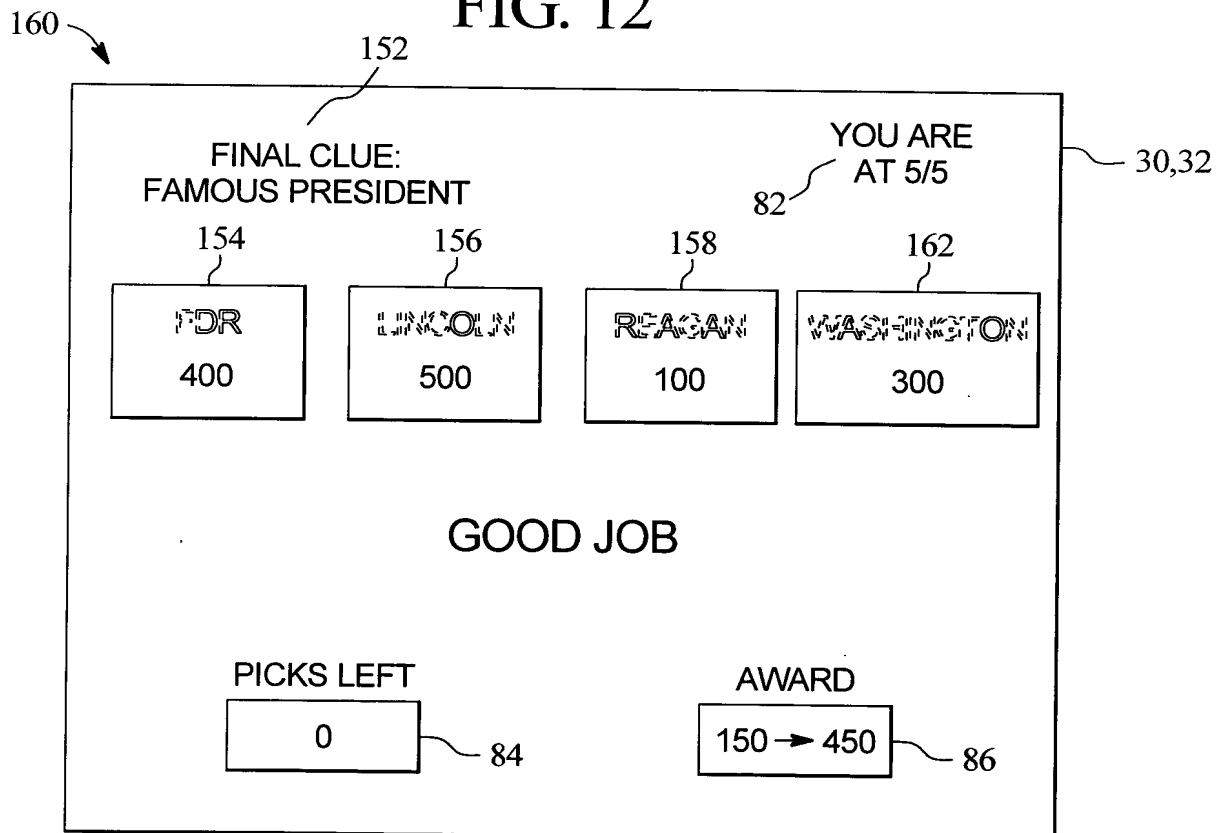 FIG. 12
160
152
FINAL CLUE:
FAMOUS PRESIDENT
YOU ARE
AT 5/5
82
30,32
154
156
158
162
FDR
LINCOLN
REAGAN
WASHINGTON
400
500
100
300
GOOD JOB
PICKS LEFT
AWARD
0
84
150 → 450
86